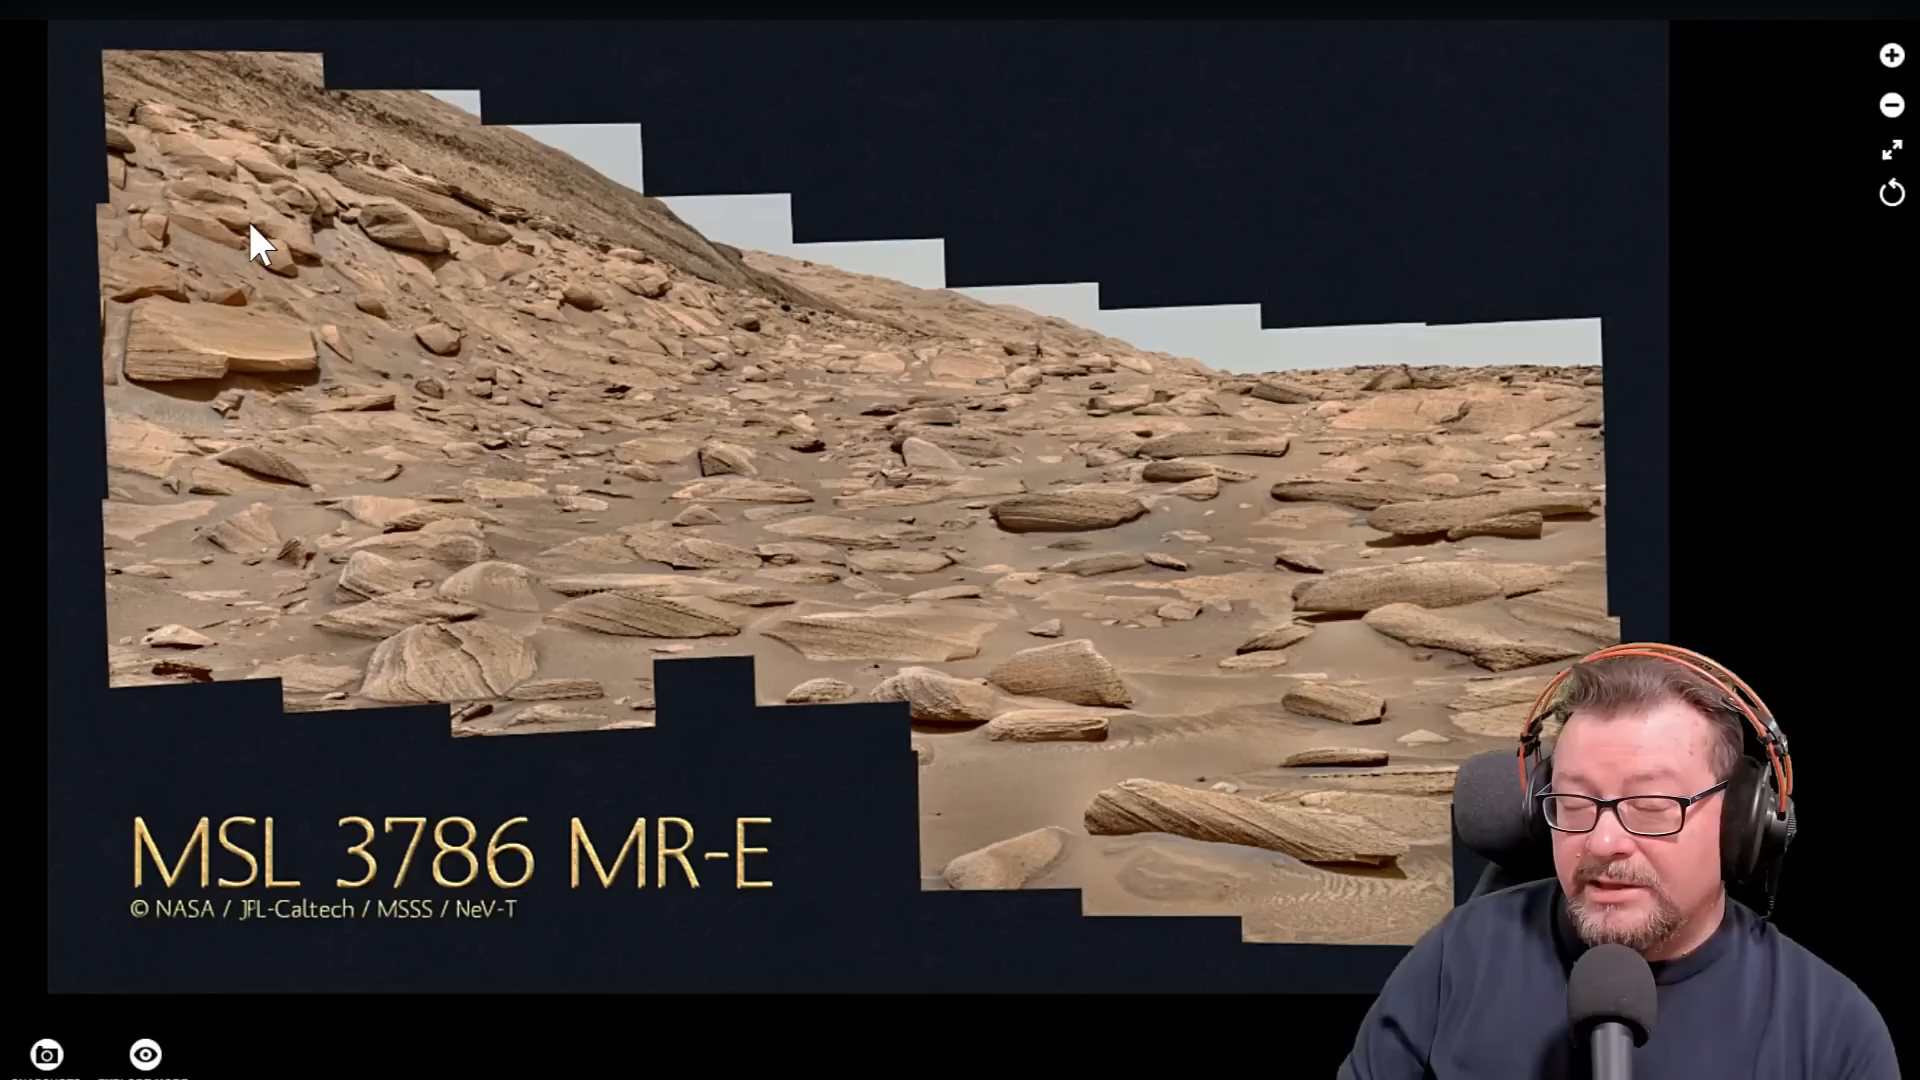 MSL 3786 MR-E
© NASA / JPL-Caltech / MSSS / NeV-T